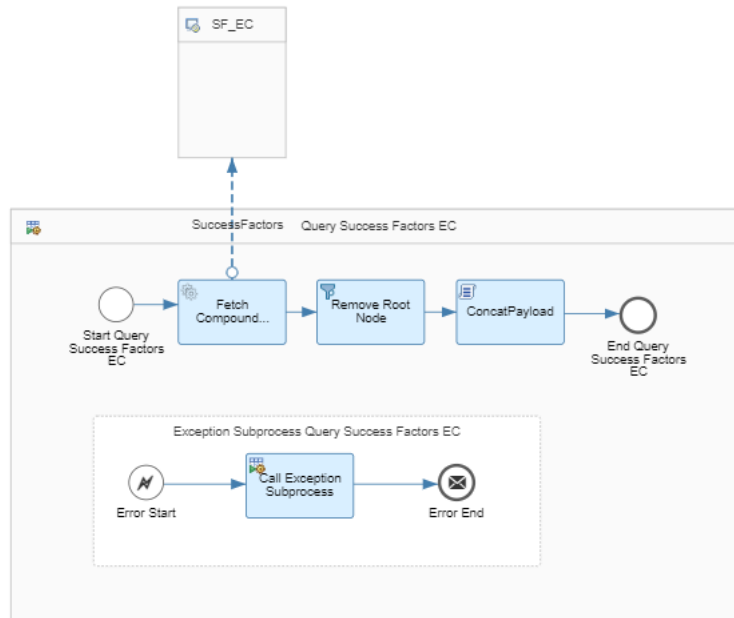 SF_EC
SuccessFactors
Query Success Factors EC
Fetch
Compound...
Remove Root
Node
ConcatPayload
Start Query
Success Factors
EC
End Query
Success Factors
EC
Exception Subprocess Query Success Factors EC
Call Exception
Subprocess
Error Start
Error End